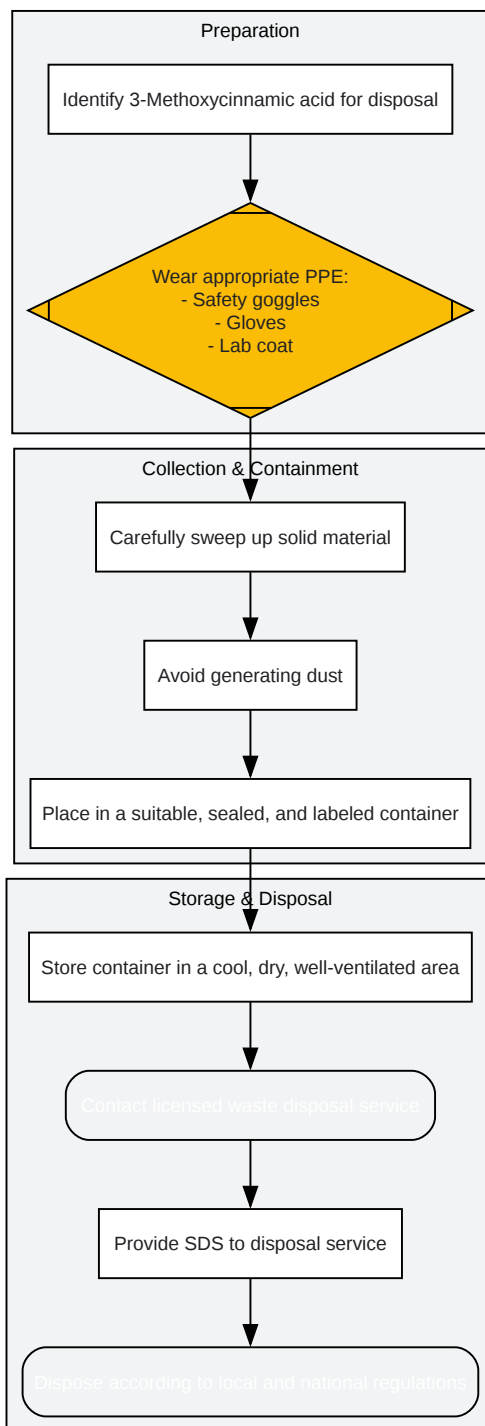 Preparation
Identify 3-Methoxycinnamic acid for disposal
Wear appropriate PPE:
- Safety goggles
- Gloves
- Lab coat
Collection & Containment
Carefully sweep up solid material
Avoid generating dust
Place in a suitable, sealed, and labeled container
Storage & Disposal
Store container in a cool, dry, well-ventilated area
Contact licensed waste disposal service
Provide SDS to disposal service
Dispose according to local and national regulations